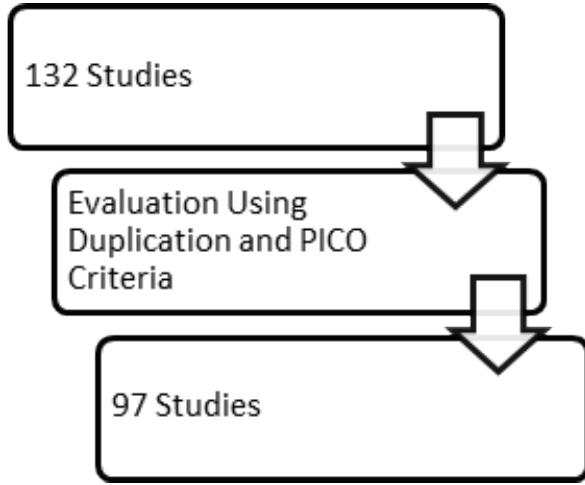 132 Studies
Evaluation Using
Duplication and PICO
Criteria
97 Studies